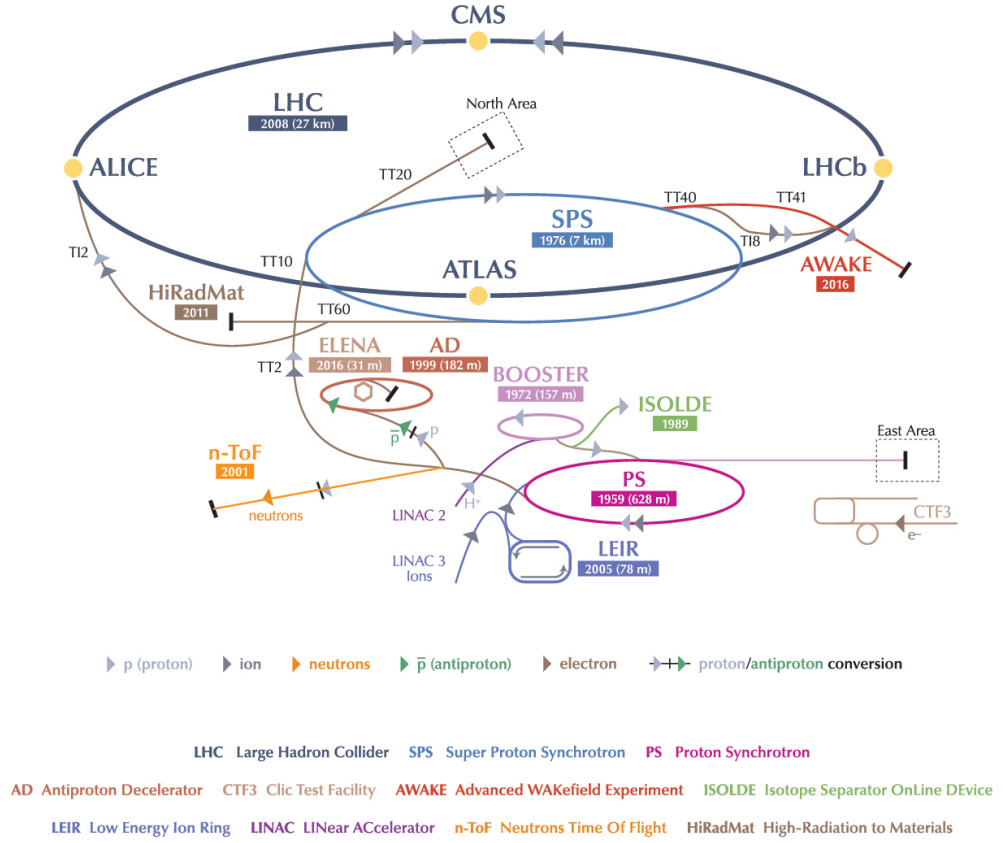 CMS
LHC
2008 (27 km)
North Area
ALICE
LHCb
TT20
TT40
TT41
SPS
1976 (7 km)
TI8
TI2
TT10
ATLAS
AWAKE
2016
HiRadMat
2011
TT60
ELENA
2016 (31 m)
AD
1999 (182 m)
TT2
BOOSTER
1972 (157 m)
ISOLDE
1989
p̅
p
East Area
n-ToF
2001
PS
1959 (628 m)
neutrons
H⁺
LINAC 2
CTF3
e–
LEIR
2005 (78 m)
LINAC 3
Ions
p (proton) ion neutrons p̅ (antiproton) electron proton/antiproton conversion
LHC Large Hadron Collider SPS Super Proton Synchrotron PS Proton Synchrotron
AD Antiproton Decelerator CTF3 Clic Test Facility AWAKE Advanced WAKefield Experiment ISOLDE Isotope Separator OnLine DEvice
LEIR Low Energy Ion Ring LINAC LINear ACcelerator n-ToF Neutrons Time Of Flight HiRadMat High-Radiation to Materials